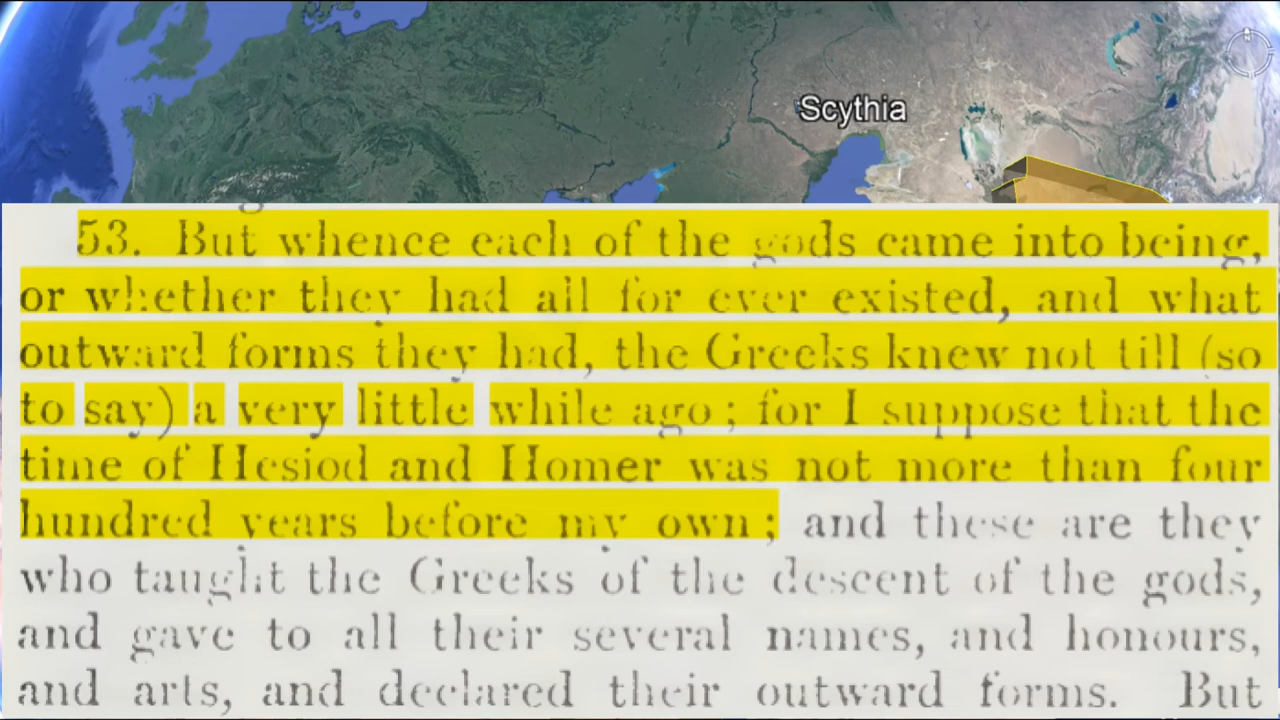 Scythia
53. But whence each of the gods came into being,
or whether they had all for ever existed, and what
outward forms they had, the Greeks knew not till (so
to say) a very little while ago; for I suppose that the
time of Hesiod and Homer was not more than four
hundred years before my own; and these are they
who taught the Greeks of the descent of the gods,
and gave to all their several names, and honours,
and arts, and declared their outward forms. But